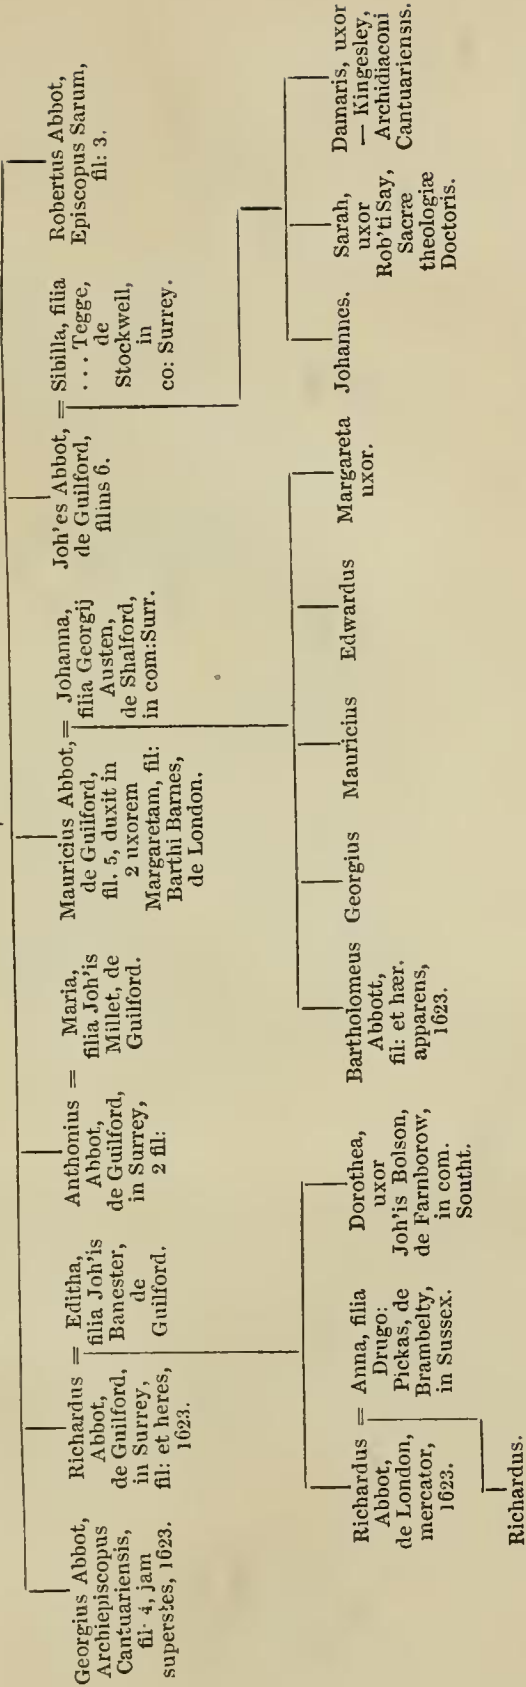 Georgius Abbot,
Archiepiscopus
Cantuariensis,
fil· 4, jam
superstes, 1623.
Richardus = Editha,
Abbot, filia Joh'is
de Guilford, Banester,
in Surrey, de
fil: et heres, Guilford.
1623.
Anthonius = Maria,
Abbot, filia Joh'is
de Guilford, Millet, de
in Surrey, Guilford.
2 fil:
Mauricius Abbot, = Johanna,
de Guilford, filia Georgij
fil. 5, duxit in Austen,
2 uxorem de Shalford,
Margaretam, fil: in com:Surr.
Barthi Barnes,
de London.
Joh'es Abbot, = Sibilla, filia
de Guilford, ... Tegge,
filius 6. de
Stockwell,
in
co: Surrey.
Robertus Abbot,
Episcopus Sarum,
fil: 3.
Richardus = Anna, filia
Abbot, Drugo:
de London, Pickas, de
mercator, Brambelty,
1623. in Sussex.
Dorothea,
uxor
Joh'is Bolson,
de Farnborow,
in com.
Southt.
Bartholomeus
Abbott,
fil: et hær.
apparens,
1623.
Georgius
Mauricius
Edwardus
Margareta
uxor.
Johannes.
Sarah,
uxor
Rob'ti Say,
Sacræ
theologiæ
Doctoris.
Damaris, uxor
— Kingesley,
Archidiaconi
Cantuariensis.
Richardus.